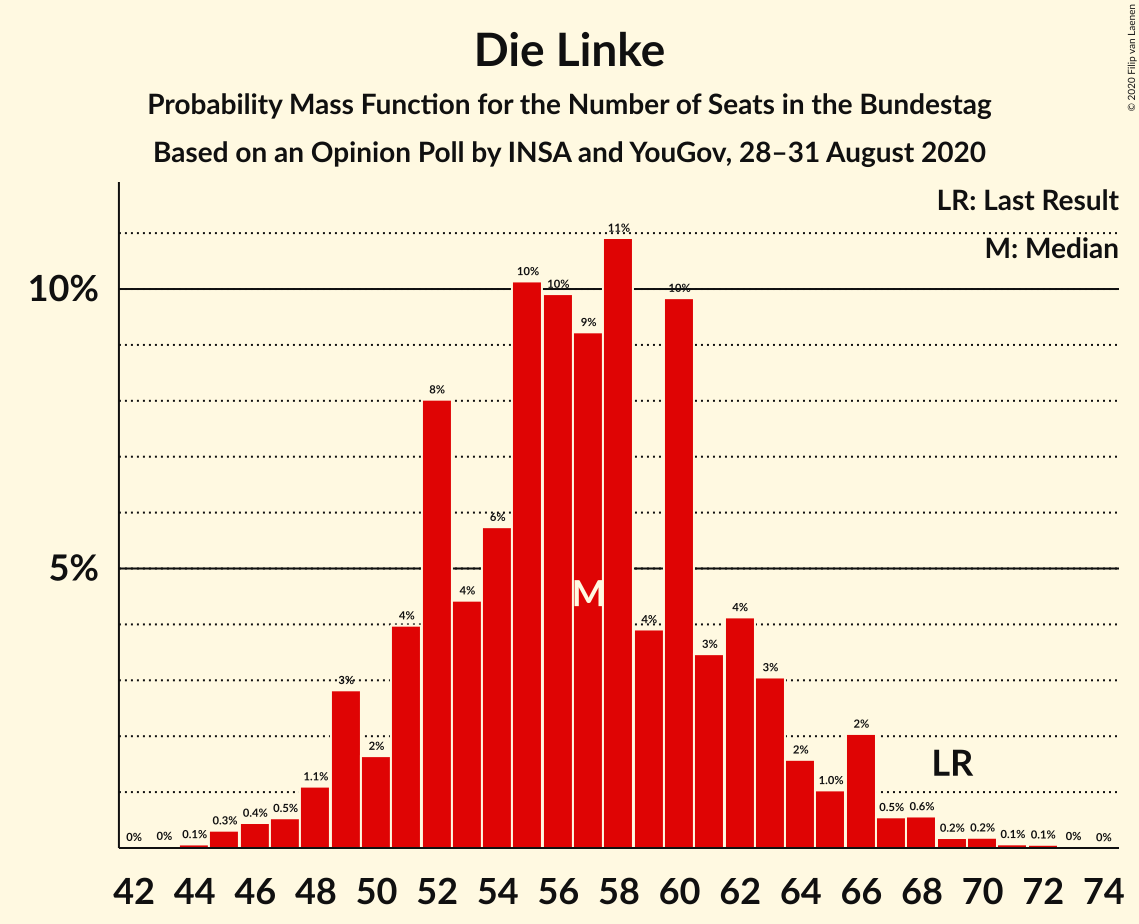 Die Linke
Probability Mass Function for the Number of Seats in the Bundestag
Based on an Opinion Poll by INSA and YouGov, 28–31 August 2020
© 2020 Filip van Laenen
LR: Last Result
M: Median
10%
5%
0% 0% 0.1% 0.3% 0.4% 0.5% 1.1% 3% 2% 4% 8% 4% 6% 10% 10% 9% 11% 4% 10% 3% 4% 3% 2% 1.0% 2% 0.5% 0.6% 0.2% 0.2% 0.1% 0.1% 0% 0%
M
LR
42 44 46 48 50 52 54 56 58 60 62 64 66 68 70 72 74